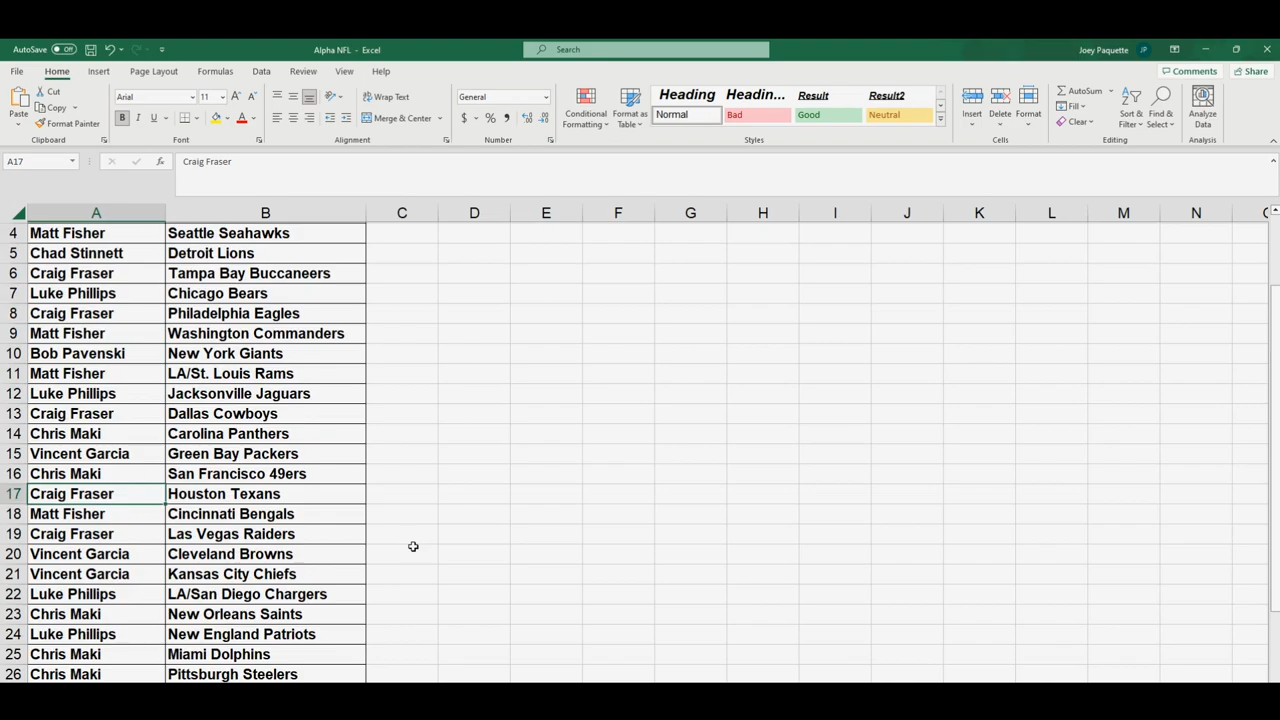 AutoSave Off Alpha NFL - Excel Search Joey Paquette JP
File Home Insert Page Layout Formulas Data Review View Help Comments Share
Paste Cut Copy Format Painter Clipboard
Arial 11 A A B I U A Font
Wrap Text Merge & Center Alignment
General $ % , Number
Conditional Formatting Format as Table
Heading Headin... Result Result2
Normal Bad Good Neutral Styles
Insert Delete Format Cells
AutoSum Fill Clear Sort & Filter Find & Select Editing
Analyze Data Analysis
A17 fx Craig Fraser
A B C D E F G H I J K L M N
4 Matt Fisher Seattle Seahawks
5 Chad Stinnett Detroit Lions
6 Craig Fraser Tampa Bay Buccaneers
7 Luke Phillips Chicago Bears
8 Craig Fraser Philadelphia Eagles
9 Matt Fisher Washington Commanders
10 Bob Pavenski New York Giants
11 Matt Fisher LA/St. Louis Rams
12 Luke Phillips Jacksonville Jaguars
13 Craig Fraser Dallas Cowboys
14 Chris Maki Carolina Panthers
15 Vincent Garcia Green Bay Packers
16 Chris Maki San Francisco 49ers
17 Craig Fraser Houston Texans
18 Matt Fisher Cincinnati Bengals
19 Craig Fraser Las Vegas Raiders
20 Vincent Garcia Cleveland Browns
21 Vincent Garcia Kansas City Chiefs
22 Luke Phillips LA/San Diego Chargers
23 Chris Maki New Orleans Saints
24 Luke Phillips New England Patriots
25 Chris Maki Miami Dolphins
26 Chris Maki Pittsburgh Steelers